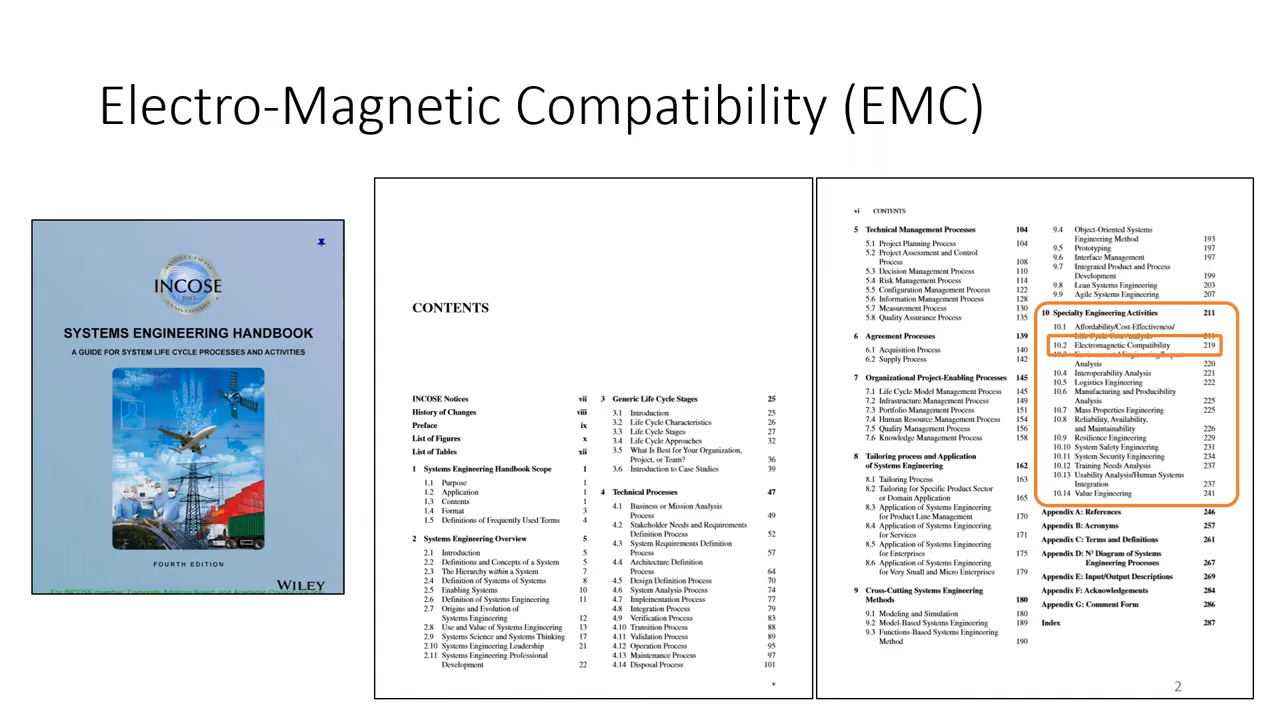 Electro-Magnetic Compatibility (EMC)
INCOSE
2015
SYSTEMS ENGINEERING HANDBOOK
A GUIDE FOR SYSTEM LIFE CYCLE PROCESSES AND ACTIVITIES
FOURTH EDITION
WILEY
CONTENTS
INCOSE Notices vii
History of Changes viii
Preface ix
List of Figures x
List of Tables xii
1 Systems Engineering Handbook Scope 1
1.1 Purpose 1
1.2 Application 1
1.3 Contents 1
1.4 Format 3
1.5 Definitions of Frequently Used Terms 4
2 Systems Engineering Overview 5
2.1 Introduction 5
2.2 Definitions and Concepts of a System 5
2.3 The Hierarchy within a System 7
2.4 Definition of Systems of Systems 8
2.5 Enabling Systems 10
2.6 Definition of Systems Engineering 11
2.7 Origins and Evolution of
Systems Engineering 12
2.8 Use and Value of Systems Engineering 13
2.9 Systems Science and Systems Thinking 17
2.10 Systems Engineering Leadership 21
2.11 Systems Engineering Professional
Development 22
3 Generic Life Cycle Stages 25
3.1 Introduction 25
3.2 Life Cycle Characteristics 26
3.3 Life Cycle Stages 27
3.4 Life Cycle Approaches 32
3.5 What Is Best for Your Organization,
Project, or Team? 36
3.6 Introduction to Case Studies 39
4 Technical Processes 47
4.1 Business or Mission Analysis
Process 49
4.2 Stakeholder Needs and Requirements
Definition Process 52
4.3 System Requirements Definition
Process 57
4.4 Architecture Definition
Process 64
4.5 Design Definition Process 70
4.6 System Analysis Process 74
4.7 Implementation Process 77
4.8 Integration Process 79
4.9 Verification Process 83
4.10 Transition Process 88
4.11 Validation Process 89
4.12 Operation Process 95
4.13 Maintenance Process 97
4.14 Disposal Process 101
v
vi CONTENTS
5 Technical Management Processes 104
5.1 Project Planning Process 104
5.2 Project Assessment and Control
Process 108
5.3 Decision Management Process 110
5.4 Risk Management Process 114
5.5 Configuration Management Process 122
5.6 Information Management Process 128
5.7 Measurement Process 130
5.8 Quality Assurance Process 135
6 Agreement Processes 139
6.1 Acquisition Process 140
6.2 Supply Process 142
7 Organizational Project-Enabling Processes 145
7.1 Life Cycle Model Management Process 145
7.2 Infrastructure Management Process 149
7.3 Portfolio Management Process 151
7.4 Human Resource Management Process 154
7.5 Quality Management Process 156
7.6 Knowledge Management Process 158
8 Tailoring process and Application
of Systems Engineering 162
8.1 Tailoring Process 163
8.2 Tailoring for Specific Product Sector
or Domain Application 165
8.3 Application of Systems Engineering
for Product Line Management 170
8.4 Application of Systems Engineering
for Services 171
8.5 Application of Systems Engineering
for Enterprises 175
8.6 Application of Systems Engineering
for Very Small and Micro Enterprises 179
9 Cross-Cutting Systems Engineering
Methods 180
9.1 Modeling and Simulation 180
9.2 Model-Based Systems Engineering 189
9.3 Functions-Based Systems Engineering
Method 190
9.4 Object-Oriented Systems
Engineering Method 193
9.5 Prototyping 197
9.6 Interface Management 197
9.7 Integrated Product and Process
Development 199
9.8 Lean Systems Engineering 203
9.9 Agile Systems Engineering 207
10 Specialty Engineering Activities 211
10.1 Affordability/Cost-Effectiveness/
Life Cycle Cost Analysis 211
10.2 Electromagnetic Compatibility 219
10.3 Environmental Engineering/Impact
Analysis 220
10.4 Interoperability Analysis 221
10.5 Logistics Engineering 222
10.6 Manufacturing and Producibility
Analysis 225
10.7 Mass Properties Engineering 225
10.8 Reliability, Availability,
and Maintainability 226
10.9 Resilience Engineering 229
10.10 System Safety Engineering 231
10.11 System Security Engineering 234
10.12 Training Needs Analysis 237
10.13 Usability Analysis/Human Systems
Integration 237
10.14 Value Engineering 241
Appendix A: References 246
Appendix B: Acronyms 257
Appendix C: Terms and Definitions 261
Appendix D: N² Diagram of Systems
Engineering Processes 267
Appendix E: Input/Output Descriptions 269
Appendix F: Acknowledgements 284
Appendix G: Comment Form 286
Index 287
2